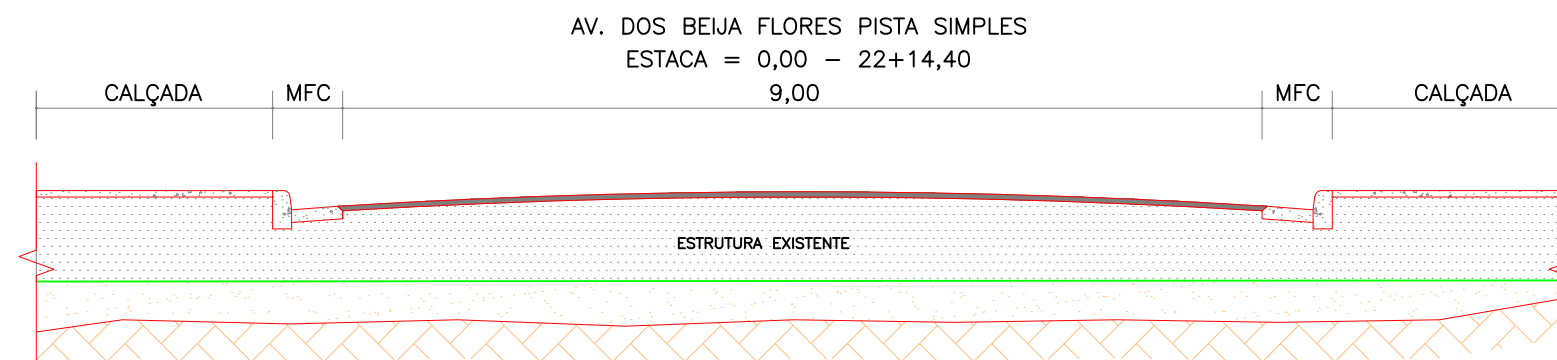 AV. DOS BEIJA FLORES PISTA SIMPLES
ESTACA = 0,00 - 22+14,40
CALÇADA MFC 9,00 MFC CALÇADA
ESTRUTURA EXISTENTE